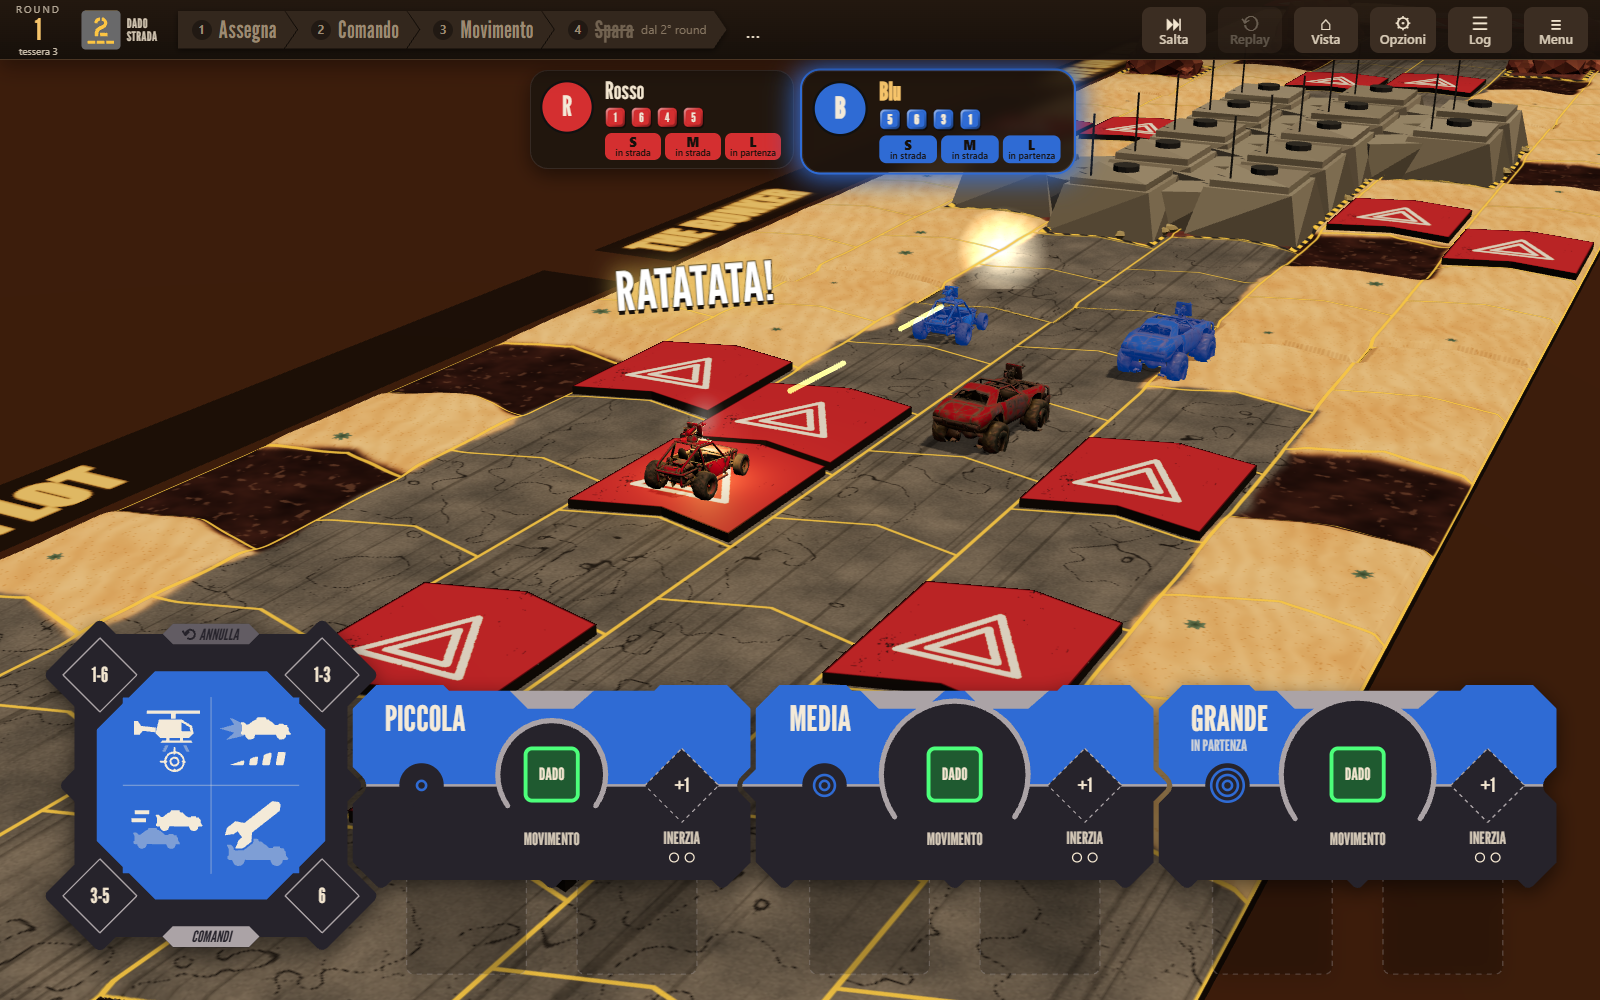 ROUND
1
tessera 3
2
DADO
STRADA
1 Assegna
2 Comando
3 Movimento
4 Spara dal 2° round
...
Salta
Replay
Vista
Opzioni
Log
Menu
R
Rosso
1 6 4 5
S
in strada
M
in strada
L
in partenza
B
Blu
5 6 3 1
S
in strada
M
in strada
L
in partenza
THE BUNKER
RATATATA!
LOT
ANNULLA
1-6
1-3
3-5
6
COMANDI
PICCOLA
DADO
+1
MOVIMENTO
INERZIA
MEDIA
DADO
+1
MOVIMENTO
INERZIA
GRANDE
IN PARTENZA
DADO
+1
MOVIMENTO
INERZIA